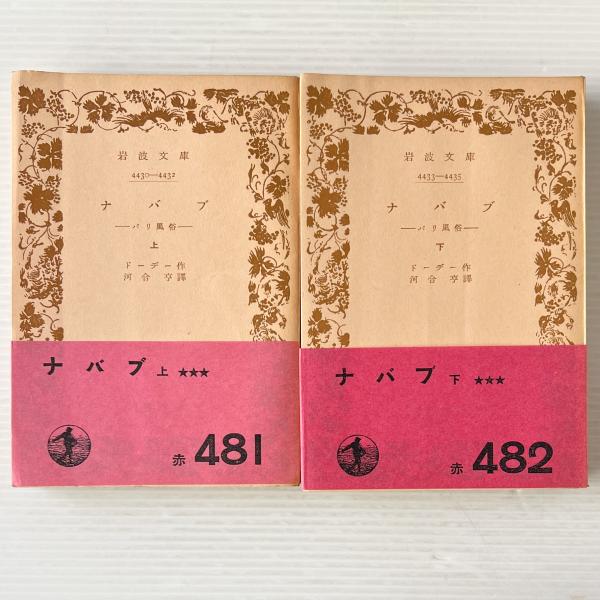 岩波文庫
4430—4432
ナバブ
―パリ風俗―
上
ドーデー作
河合亨譯
ナバブ 上 ★★★
赤 481
岩波文庫
4433—4435
ナバブ
―パリ風俗―
下
ドーデー作
河合亨譯
ナバブ 下 ★★★
赤 482